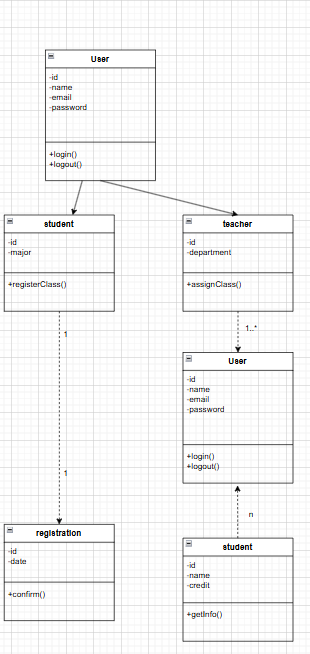 User
-id
-name
-email
-password
+login()
+logout()
student
-id
-major
+registerClass()
teacher
-id
-department
+assignClass()
1
1..*
User
-id
-name
-email
-password
+login()
+logout()
1
n
registration
-id
-date
+confirm()
student
-id
-name
-credit
+getInfo()